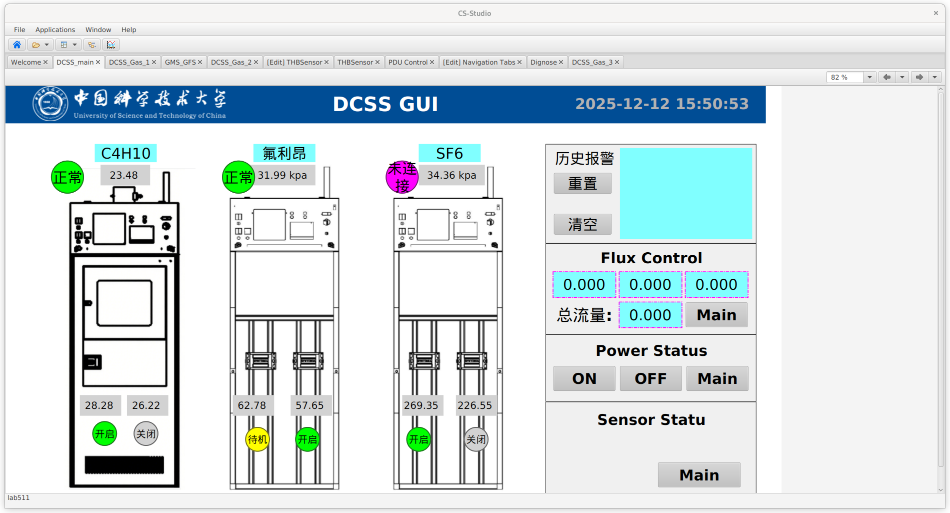 CS-Studio
File Applications Window Help
Welcome DCSS_main DCSS_Gas_1 GMS_GFS DCSS_Gas_2 [Edit] THBSensor THBSensor PDU Control [Edit] Navigation Tabs Dignose DCSS_Gas_3
82 %
中国科学技术大学
University of Science and Technology of China
DCSS GUI
2025-12-12 15:50:53
C4H10
正常
23.48
28.28 26.22
开启 关闭
氟利昂
正常
31.99 kpa
62.78 57.65
待机 开启
SF6
未连接
34.36 kpa
269.35 226.55
开启 关闭
历史报警
重置
清空
Flux Control
0.000 0.000 0.000
总流量: 0.000 Main
Power Status
ON OFF Main
Sensor Statu
Main
lab511